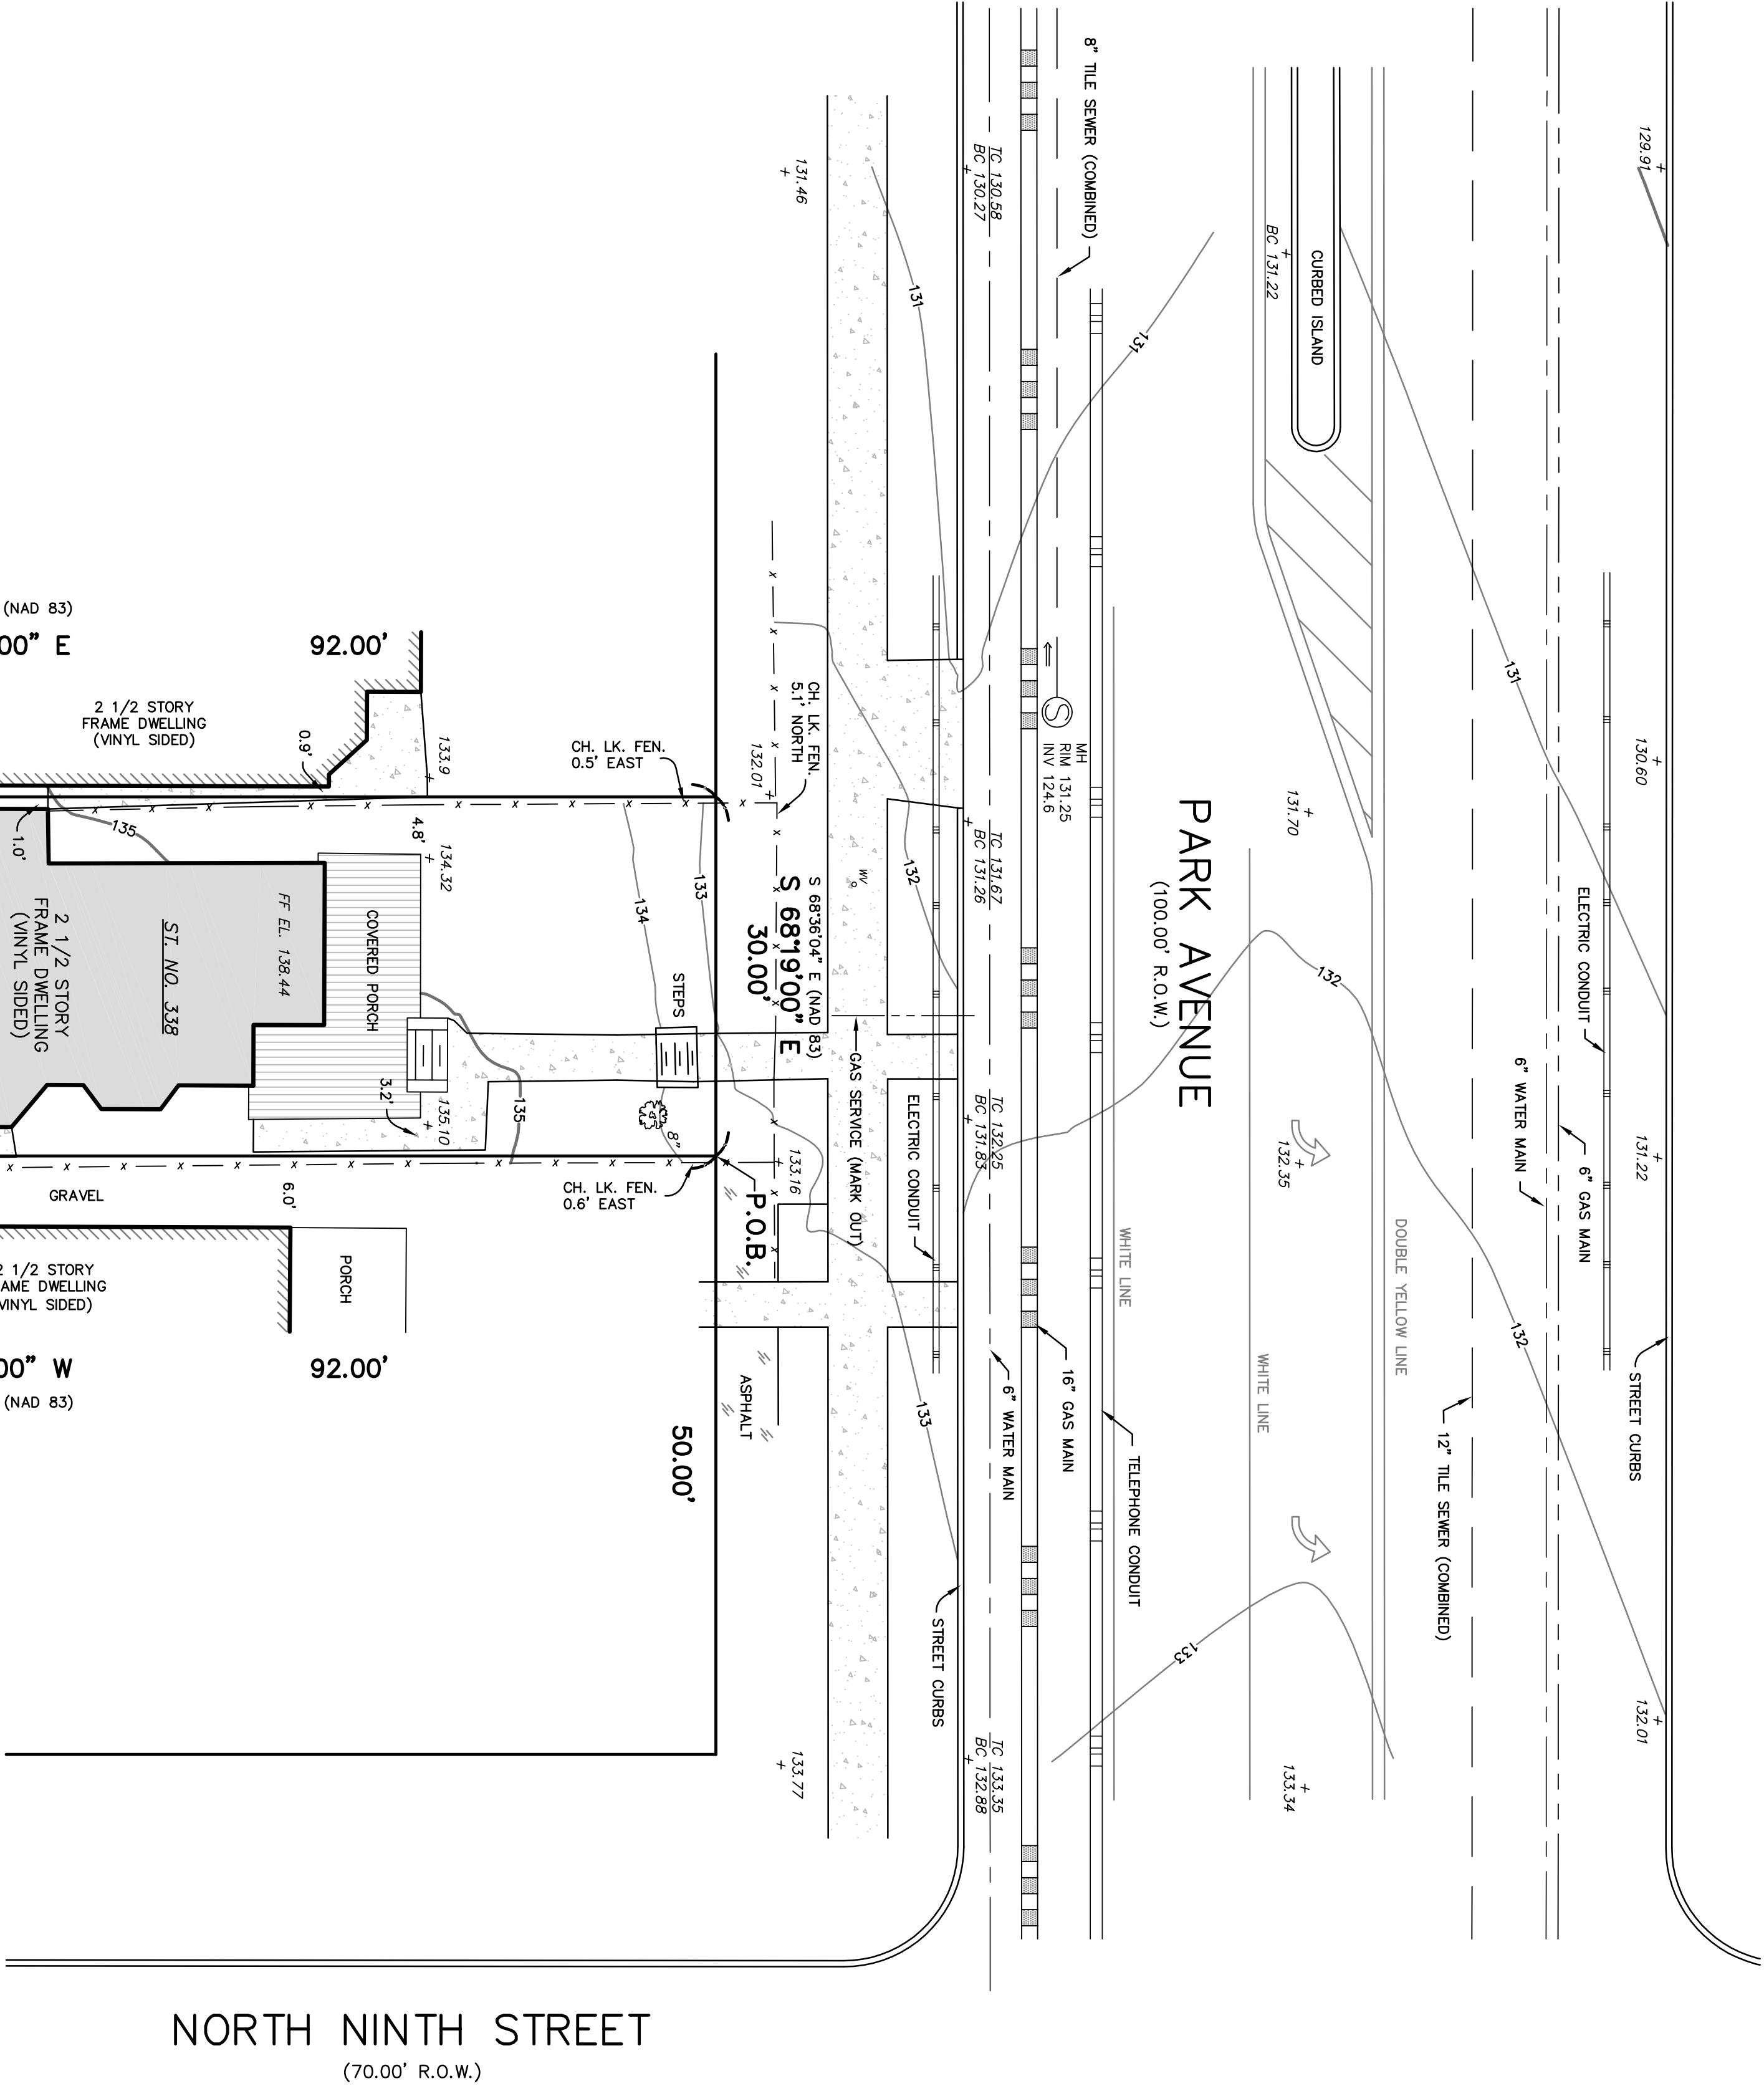 8" TILE SEWER (COMBINED)
129.91
TC 130.58
BC 130.27
131.46
131
131
BC 131.22
CURBED ISLAND
(NAD 83)
00" E
92.00'
2 1/2 STORY
FRAME DWELLING
(VINYL SIDED)
0.9'
133.9
CH. LK. FEN.
0.5' EAST
CH. LK. FEN.
5.1' NORTH
132.01
MH
RIM 131.25
INV 124.6
131
130.60
131.70
PARK AVENUE
(100.00' R.O.W.)
TC 131.67
BC 131.26
132
WV
135
1.0'
4.8'
134.32
134
133
S 68°36'04" E (NAD 83)
S 68°19'00" E
30.00'
2 1/2 STORY
FRAME DWELLING
(VINYL SIDED)
ST. NO. 338
FF EL. 138.44
COVERED PORCH
STEPS
132
ELECTRIC CONDUIT
6" WATER MAIN
6" GAS MAIN
GAS SERVICE (MARK OUT)
ELECTRIC CONDUIT
TC 132.25
BC 131.83
3.2'
135.10
135
8"
132.35
131.22
133.16
GRAVEL
6.0'
CH. LK. FEN.
0.6' EAST
P.O.B.
2 1/2 STORY
AME DWELLING
VINYL SIDED)
PORCH
WHITE LINE
DOUBLE YELLOW LINE
132
00" W
92.00'
(NAD 83)
ASPHALT
50.00'
133
6" WATER MAIN
16" GAS MAIN
TELEPHONE CONDUIT
WHITE LINE
12" TILE SEWER (COMBINED)
STREET CURBS
STREET CURBS
133
132.01
133.77
TC 133.35
BC 132.88
133.34
NORTH NINTH STREET
(70.00' R.O.W.)